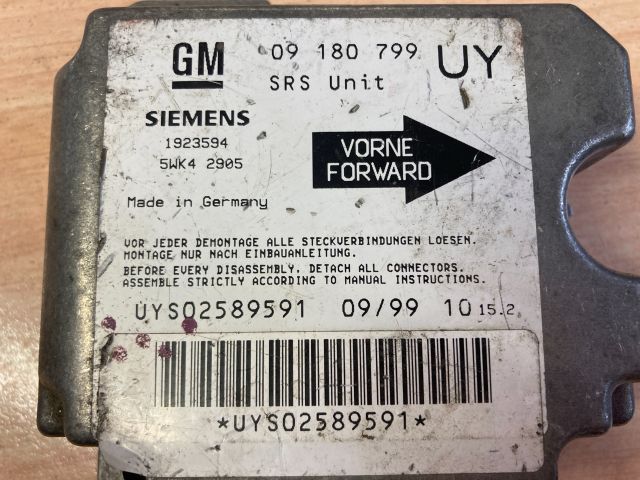 GM 09 180 799 UY
SRS Unit
SIEMENS
1923594
5WK4 2905
VORNE
FORWARD
Made in Germany
VOR JEDER DEMONTAGE ALLE STECKVERBINDUNGEN LOESEN.
MONTAGE NUR NACH EINBAUANLEITUNG.
BEFORE EVERY DISASSEMBLY, DETACH ALL CONNECTORS.
ASSEMBLE STRICTLY ACCORDING TO MANUAL INSTRUCTIONS.
UYS02589591 09/99 10 15.2
*UYS02589591*